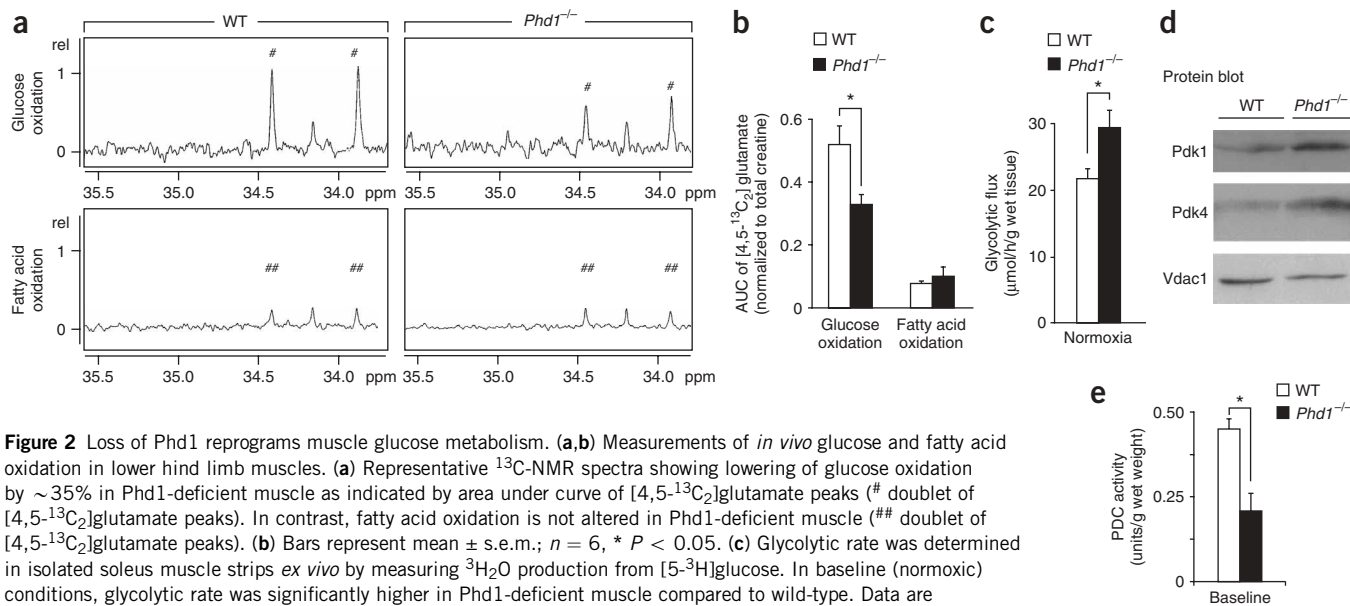 a
WT
Phd1–/–
rel
1
0
Glucose
oxidation
#
#
#
#
35.5 35.0 34.5 34.0 ppm
35.5 35.0 34.5 34.0 ppm
rel
1
0
Fatty acid
oxidation
##
##
##
##
35.5 35.0 34.5 34.0 ppm
35.5 35.0 34.5 34.0 ppm
b
WT
Phd1–/–
*
0.6
0.4
0.2
0
AUC of [4,5-13C2] glutamate
(normalized to total creatine)
Glucose
oxidation
Fatty acid
oxidation
c
WT
Phd1–/–
*
30
20
10
0
Glycolytic flux
(μmol/h/g wet tissue)
Normoxia
d
Protein blot
WT Phd1–/–
Pdk1
Pdk4
Vdac1
e
WT
Phd1–/–
*
0.50
0.25
0
PDC activity
(units/g wet weight)
Baseline
Figure 2 Loss of Phd1 reprograms muscle glucose metabolism. (a,b) Measurements of in vivo glucose and fatty acid
oxidation in lower hind limb muscles. (a) Representative 13C-NMR spectra showing lowering of glucose oxidation
by ~35% in Phd1-deficient muscle as indicated by area under curve of [4,5-13C2]glutamate peaks (# doublet of
[4,5-13C2]glutamate peaks). In contrast, fatty acid oxidation is not altered in Phd1-deficient muscle (## doublet of
[4,5-13C2]glutamate peaks). (b) Bars represent mean ± s.e.m.; n = 6, * P < 0.05. (c) Glycolytic rate was determined
in isolated soleus muscle strips ex vivo by measuring 3H2O production from [5-3H]glucose. In baseline (normoxic)
conditions, glycolytic rate was significantly higher in Phd1-deficient muscle compared to wild-type. Data are